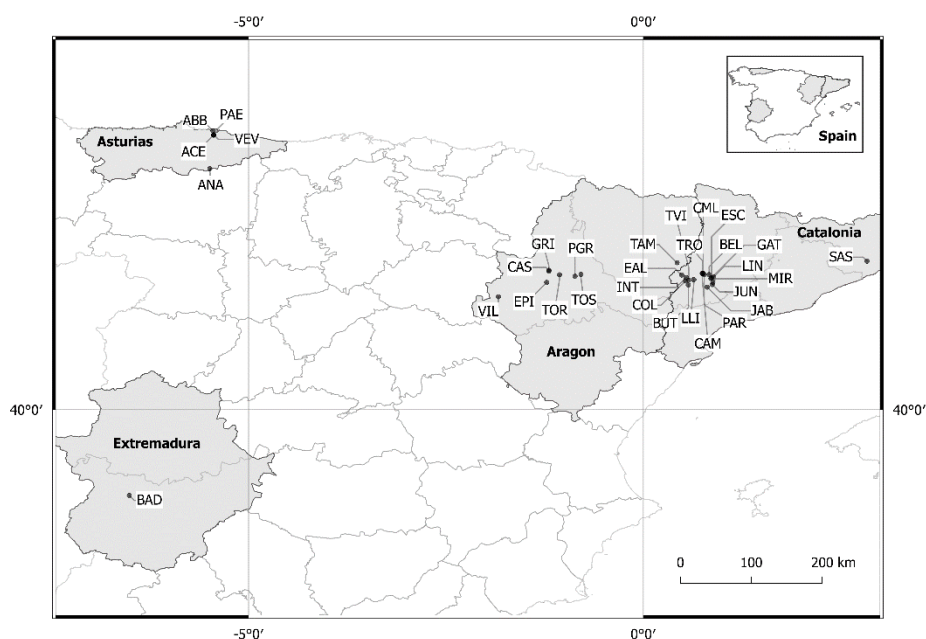 -5°0′ 0°0′
Spain
Asturias
ABB PAE
ACE VEV
ANA
CML ESC
TVI
Catalonia
GRI PGR TAM TRO BEL GAT SAS
CAS EAL LIN MIR
INT JUN
VIL EPI TOR TOS COL JAB
BUT LLI PAR
CAM
Aragon
40°0′ 40°0′
Extremadura
BAD
0 100 200 km
-5°0′ 0°0′